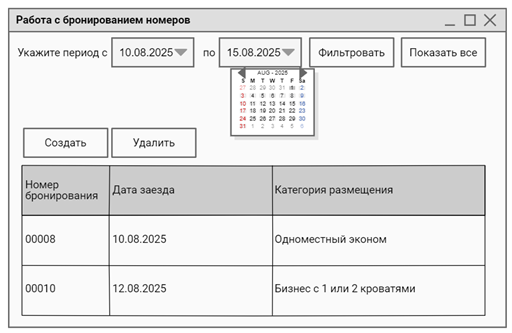 Работа с бронированием номеров
Укажите период с 10.08.2025 по 15.08.2025 Фильтровать Показать все
AUG - 2025
S M T W T F Sa
27 28 29 30 31 (1) 2
3 4 5 6 7 8 9
10 11 12 13 14 15 16
17 18 19 20 21 22 23
24 25 26 27 28 29 30
31 1 2 3 4 5 6
Создать Удалить
Номер
бронирования
Дата заезда
Категория размещения
00008 10.08.2025 Одноместный эконом
00010 12.08.2025 Бизнес с 1 или 2 кроватями